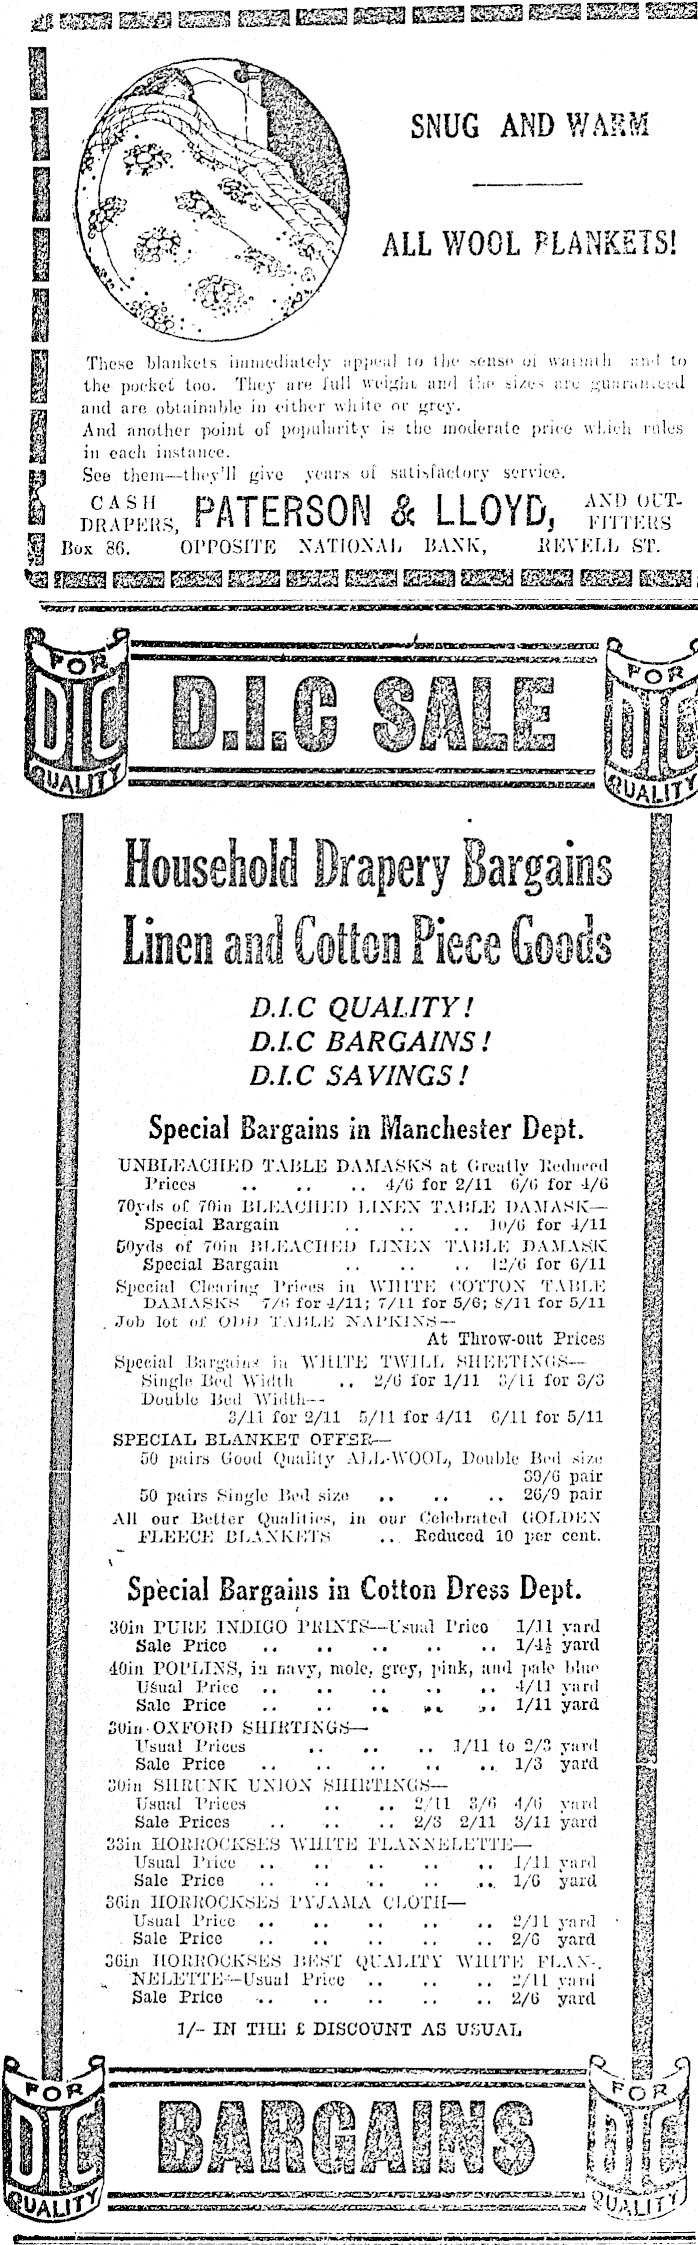 SNUG AND WARM
ALL WOOL BLANKETS!
These blankets immediately appeal to the sense of warmth and to
the pocket too. They are full weight and the sizes are guaranteed
and are obtainable in either white or grey.
And another point of popularity is the moderate price which rules
in each instance.
See them—they'll give years of satisfactory service.
CASH DRAPERS, PATERSON & LLOYD, AND OUT-FITTERS
Box 86. OPPOSITE NATIONAL BANK, REVELL ST.
FOR DIC QUALITY
D.I.C SALE
FOR DIC QUALITY
Household Drapery Bargains
Linen and Cotton Piece Goods
D.I.C QUALITY!
D.I.C BARGAINS!
D.I.C SAVINGS!
Special Bargains in Manchester Dept.
UNBLEACHED TABLE DAMASKS at Greatly Reduced
Prices .. .. .. 4/6 for 2/11 6/6 for 4/6
70yds of 70in BLEACHED LINEN TABLE DAMASK—
Special Bargain .. .. .. 10/6 for 4/11
50yds of 70in BLEACHED LINEN TABLE DAMASK
Special Bargain .. .. .. 12/6 for 6/11
Special Clearing Prices in WHITE COTTON TABLE
DAMASKS 7/6 for 4/11; 7/11 for 5/6; 8/11 for 5/11
Job lot of ODD TABLE NAPKINS—
At Throw-out Prices
Special Bargains in WHITE TWILL SHEETINGS—
Single Bed Width .. 2/6 for 1/11 3/11 for 3/3
Double Bed Width—
3/11 for 2/11 5/11 for 4/11 6/11 for 5/11
SPECIAL BLANKET OFFER—
50 pairs Good Quality ALL-WOOL, Double Bed size
39/6 pair
50 pairs Single Bed size .. .. .. 26/9 pair
All our Better Qualities, in our Celebrated GOLDEN
FLEECE BLANKETS .. Reduced 10 per cent.
Special Bargains in Cotton Dress Dept.
30in PURE INDIGO PRINTS—Usual Price 1/11 yard
Sale Price .. .. .. .. .. 1/4½ yard
40in POPLINS, in navy, mole, grey, pink, and pale blue
Usual Price .. .. .. .. .. 4/11 yard
Sale Price .. .. .. .. .. 1/11 yard
30in OXFORD SHIRTINGS—
Usual Prices .. .. .. 1/11 to 2/3 yard
Sale Price .. .. .. .. .. 1/3 yard
30in SHRUNK UNION SHIRTINGS—
Usual Prices .. .. 2/11 3/6 4/6 yard
Sale Prices .. .. .. 2/3 2/11 3/11 yard
33in HORROCKSES WHITE FLANNELETTE—
Usual Price .. .. .. .. .. 1/11 yard
Sale Price .. .. .. .. .. 1/6 yard
36in HORROCKSES PYJAMA CLOTH—
Usual Price .. .. .. .. .. 2/11 yard
Sale Price .. .. .. .. .. 2/6 yard
36in HORROCKSES BEST QUALITY WHITE FLAN-
NELETTE—Usual Price .. .. .. 2/11 yard
Sale Price .. .. .. .. .. 2/6 yard
1/- IN THE £ DISCOUNT AS USUAL
FOR DIC QUALITY
BARGAINS
FOR DIC QUALITY